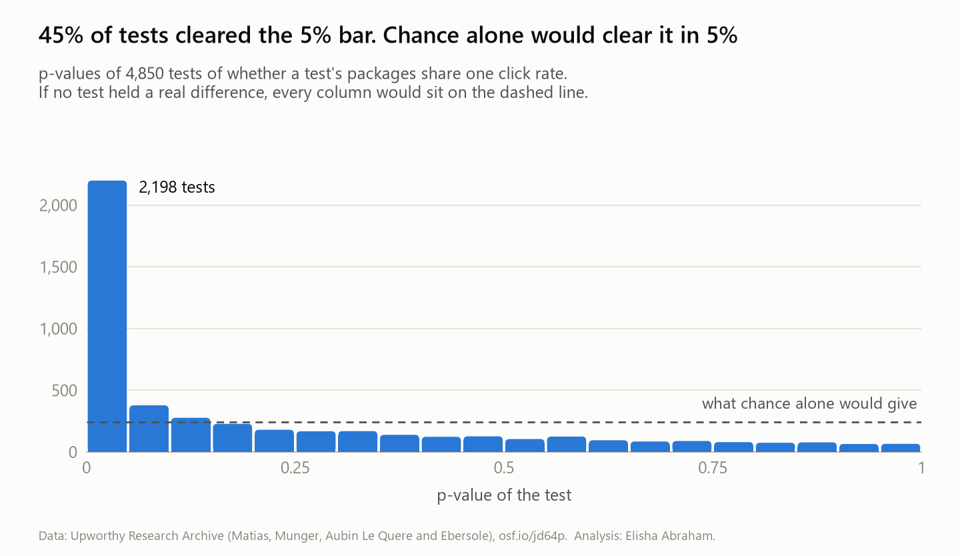 45% of tests cleared the 5% bar. Chance alone would clear it in 5%
p-values of 4,850 tests of whether a test's packages share one click rate.
If no test held a real difference, every column would sit on the dashed line.
2,198 tests
2,000
1,500
1,000
500
what chance alone would give
0
0 0.25 0.5 0.75 1
p-value of the test
Data: Upworthy Research Archive (Matias, Munger, Aubin Le Quere and Ebersole), osf.io/jd64p. Analysis: Elisha Abraham.